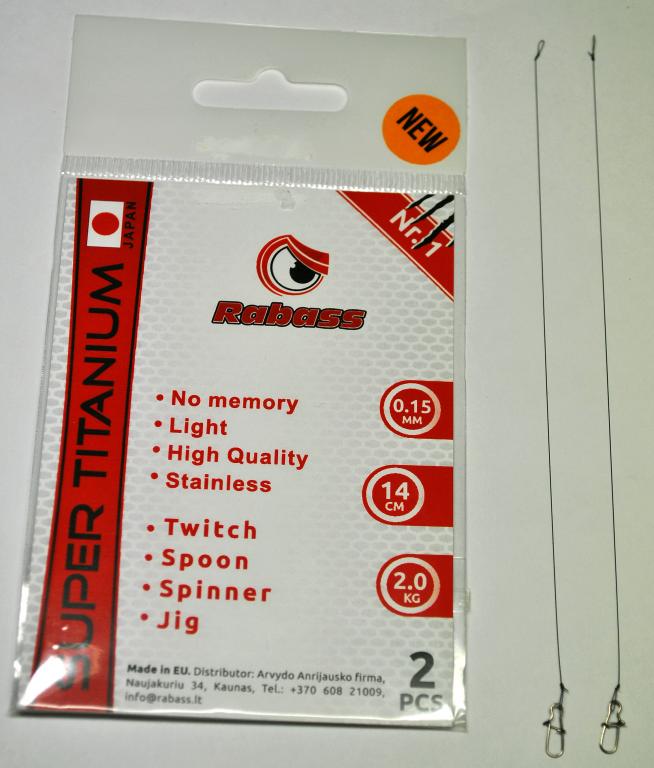 NEW
SUPER TITANIUM
JAPAN
Nr.1
Rabass
• No memory
• Light
• High Quality
• Stainless
• Twitch
• Spoon
• Spinner
• Jig
0.15
MM
14
CM
2.0
KG
2
PCS
Made in EU. Distributor: Arvydo Anrijausko firma,
Naujakuriu 34, Kaunas, Tel.: +370 608 21009,
info@rabass.lt